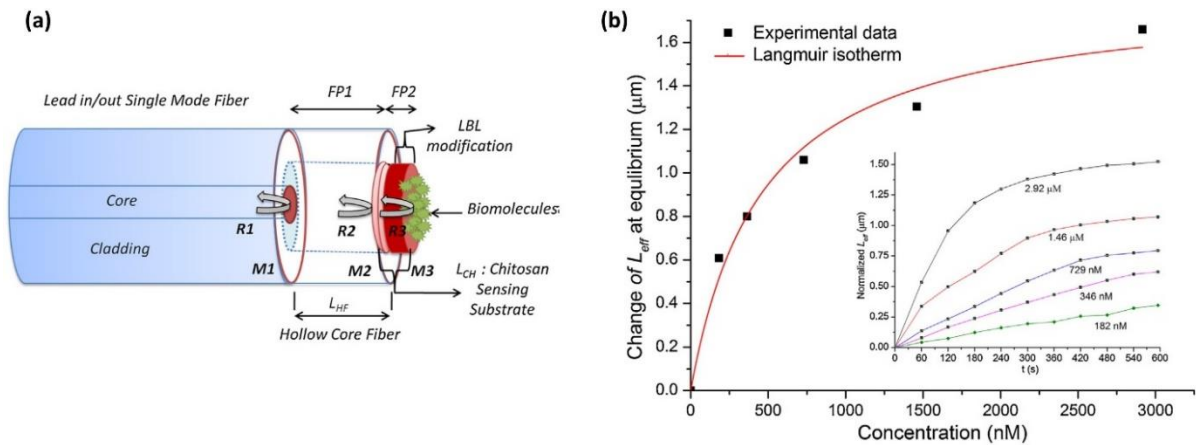 (a)
Lead in/out Single Mode Fiber
FP1
FP2
LBL
modification
Core
Cladding
R1
R2
R3
Biomolecules
M1
M2
M3
L_HF
Hollow Core Fiber
L_CH : Chitosan
Sensing
Substrate
(b)
Change of L_eff at equlibrium (μm)
1.6
1.4
1.2
1.0
0.8
0.6
0.4
0.2
0.0
Experimental data
Langmuir isotherm
Normalized L_eff (μm)
1.50
1.25
1.00
0.75
0.50
0.25
0.00
2.92 μM
1.46 μM
729 nM
346 nM
182 nM
0 60 120 180 240 300 360 420 480 540 600
t (s)
0 500 1000 1500 2000 2500 3000
Concentration (nM)